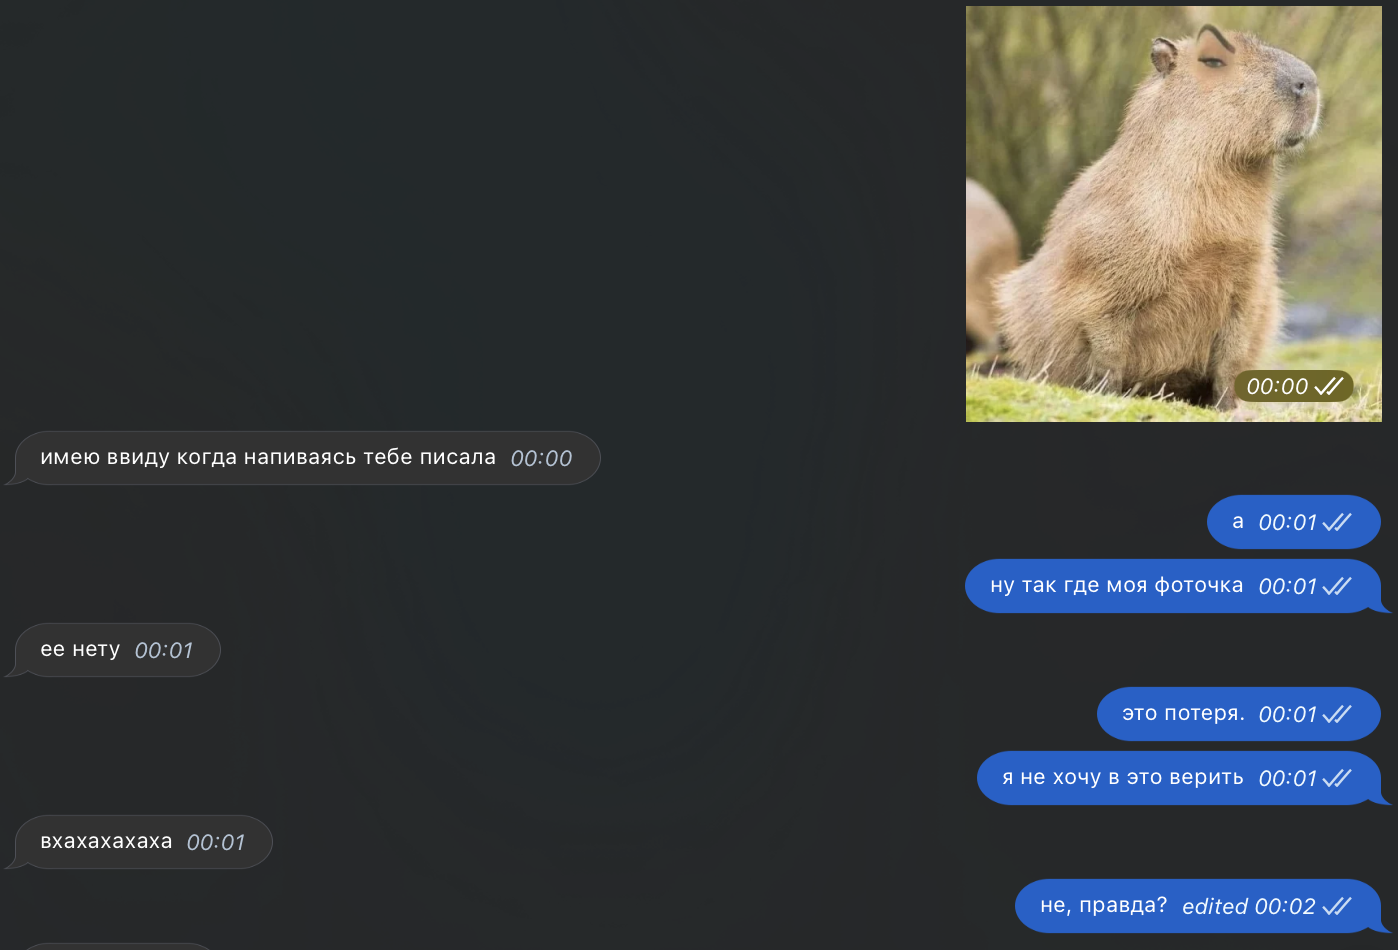 00:00
имею ввиду когда напиваясь тебе писала 00:00
а 00:01
ну так где моя фоточка 00:01
ее нету 00:01
это потеря. 00:01
я не хочу в это верить 00:01
вхахахахаха 00:01
не, правда? edited 00:02